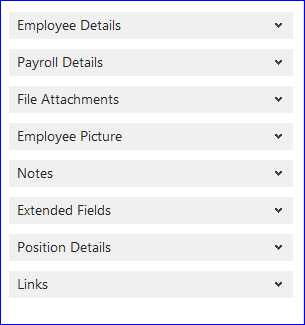 Employee Details
Payroll Details
File Attachments
Employee Picture
Notes
Extended Fields
Position Details
Links